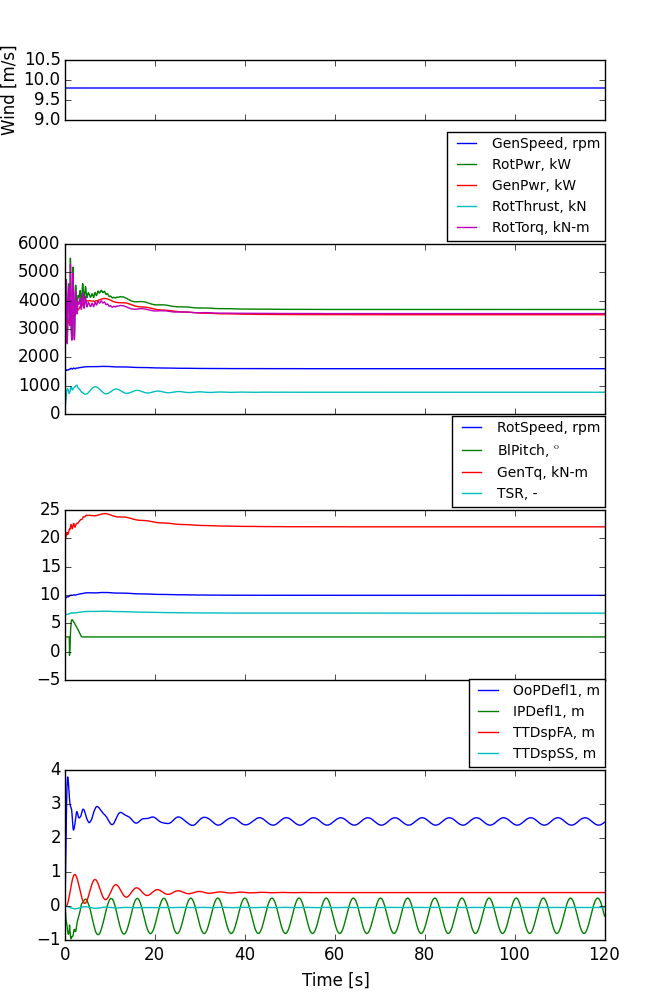 Wind [m/s]
10.5
10.0
9.5
9.0
GenSpeed, rpm
RotPwr, kW
GenPwr, kW
RotThrust, kN
RotTorq, kN-m
6000
5000
4000
3000
2000
1000
0
RotSpeed, rpm
BlPitch, °
GenTq, kN-m
TSR, -
25
20
15
10
5
0
−5
OoPDefl1, m
IPDefl1, m
TTDspFA, m
TTDspSS, m
4
3
2
1
0
−1
0 20 40 60 80 100 120
Time [s]